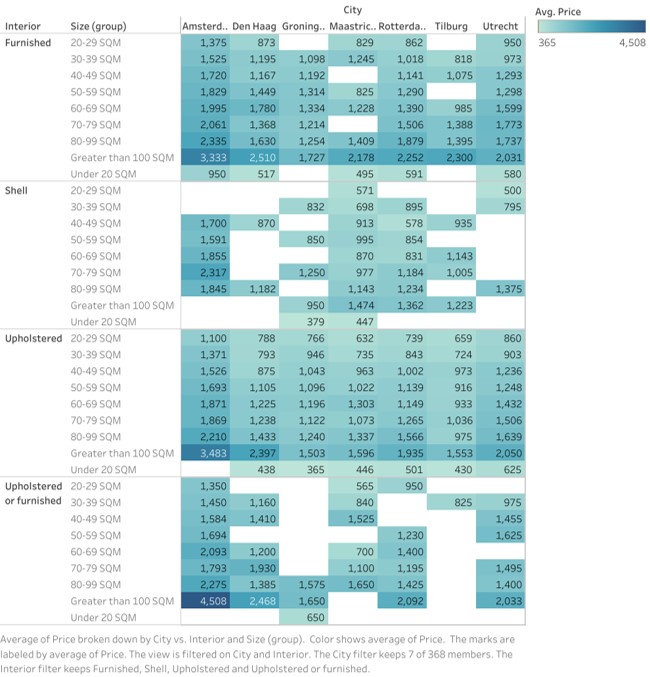 City
Interior Size (group) Amsterd.. Den Haag Groning.. Maastric.. Rotterda.. Tilburg Utrecht
Avg. Price
365 4,508
Furnished 20-29 SQM 1,375 873 829 862 950
30-39 SQM 1,525 1,195 1,098 1,245 1,018 818 973
40-49 SQM 1,720 1,167 1,192 1,141 1,075 1,293
50-59 SQM 1,829 1,449 1,314 825 1,290 1,298
60-69 SQM 1,995 1,780 1,334 1,228 1,390 985 1,599
70-79 SQM 2,061 1,368 1,214 1,506 1,388 1,773
80-99 SQM 2,335 1,630 1,254 1,409 1,879 1,395 1,737
Greater than 100 SQM 3,333 2,510 1,727 2,178 2,252 2,300 2,031
Under 20 SQM 950 517 495 591 580
Shell 20-29 SQM 571 500
30-39 SQM 832 698 895 795
40-49 SQM 1,700 870 913 578 935
50-59 SQM 1,591 850 995 854
60-69 SQM 1,855 870 831 1,143
70-79 SQM 2,317 1,250 977 1,184 1,005
80-99 SQM 1,845 1,182 1,143 1,234 1,375
Greater than 100 SQM 950 1,474 1,362 1,223
Under 20 SQM 379 447
Upholstered 20-29 SQM 1,100 788 766 632 739 659 860
30-39 SQM 1,371 793 946 735 843 724 903
40-49 SQM 1,526 875 1,043 963 1,002 973 1,236
50-59 SQM 1,693 1,105 1,096 1,022 1,139 916 1,248
60-69 SQM 1,871 1,225 1,196 1,303 1,149 933 1,432
70-79 SQM 1,869 1,238 1,122 1,073 1,265 1,036 1,506
80-99 SQM 2,210 1,433 1,240 1,337 1,566 975 1,639
Greater than 100 SQM 3,483 2,397 1,503 1,596 1,935 1,553 2,050
Under 20 SQM 438 365 446 501 430 625
Upholstered 20-29 SQM 1,350 565 950
or furnished 30-39 SQM 1,450 1,160 840 825 975
40-49 SQM 1,584 1,410 1,525 1,455
50-59 SQM 1,694 1,230 1,625
60-69 SQM 2,093 1,200 700 1,400
70-79 SQM 1,793 1,930 1,100 1,195 1,495
80-99 SQM 2,275 1,385 1,575 1,650 1,425 1,400
Greater than 100 SQM 4,508 2,468 1,650 2,092 2,033
Under 20 SQM 650
Average of Price broken down by City vs. Interior and Size (group). Color shows average of Price. The marks are
labeled by average of Price. The view is filtered on City and Interior. The City filter keeps 7 of 368 members. The
Interior filter keeps Furnished, Shell, Upholstered and Upholstered or furnished.